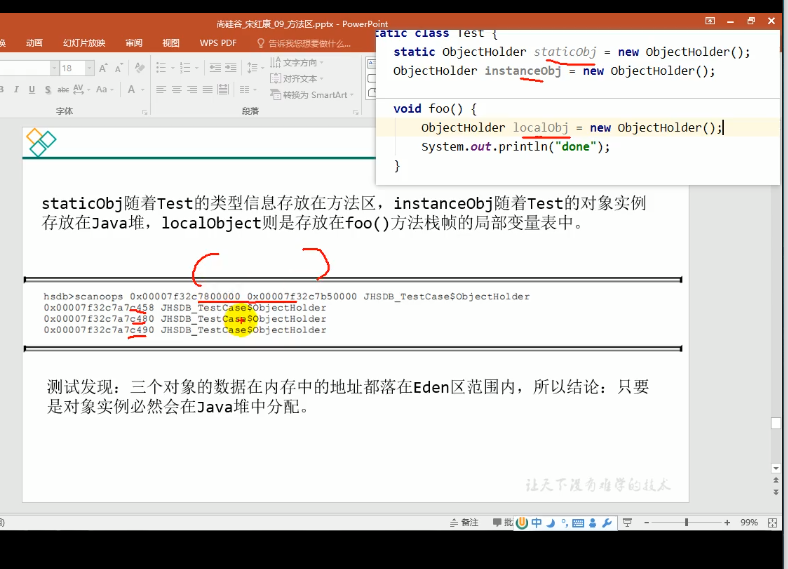 尚硅谷_宋红康_09_方法区.pptx - PowerPoint
动画 幻灯片放映 审阅 视图 WPS PDF 告诉我您想要做什么...
18
文字方向
对齐文本
转换为 SmartArt
字体 段落
static class Test {
static ObjectHolder staticObj = new ObjectHolder();
ObjectHolder instanceObj = new ObjectHolder();
void foo() {
ObjectHolder localObj = new ObjectHolder();
System.out.println("done");
}
staticObj随着Test的类型信息存放在方法区，instanceObj随着Test的对象实例
存放在Java堆，localObject则是存放在foo()方法栈帧的局部变量表中。
hsdb>scanoops 0x00007f32c7800000 0x00007f32c7b50000 JHSDB_TestCase$ObjectHolder
0x00007f32c7a7c458 JHSDB_TestCase$ObjectHolder
0x00007f32c7a7c480 JHSDB_TestCase$ObjectHolder
0x00007f32c7a7c490 JHSDB_TestCase$ObjectHolder
测试发现：三个对象的数据在内存中的地址都落在Eden区范围内，所以结论：只要
是对象实例必然会在Java堆中分配。
让天下没有难学的技术
备注 批 中 99%